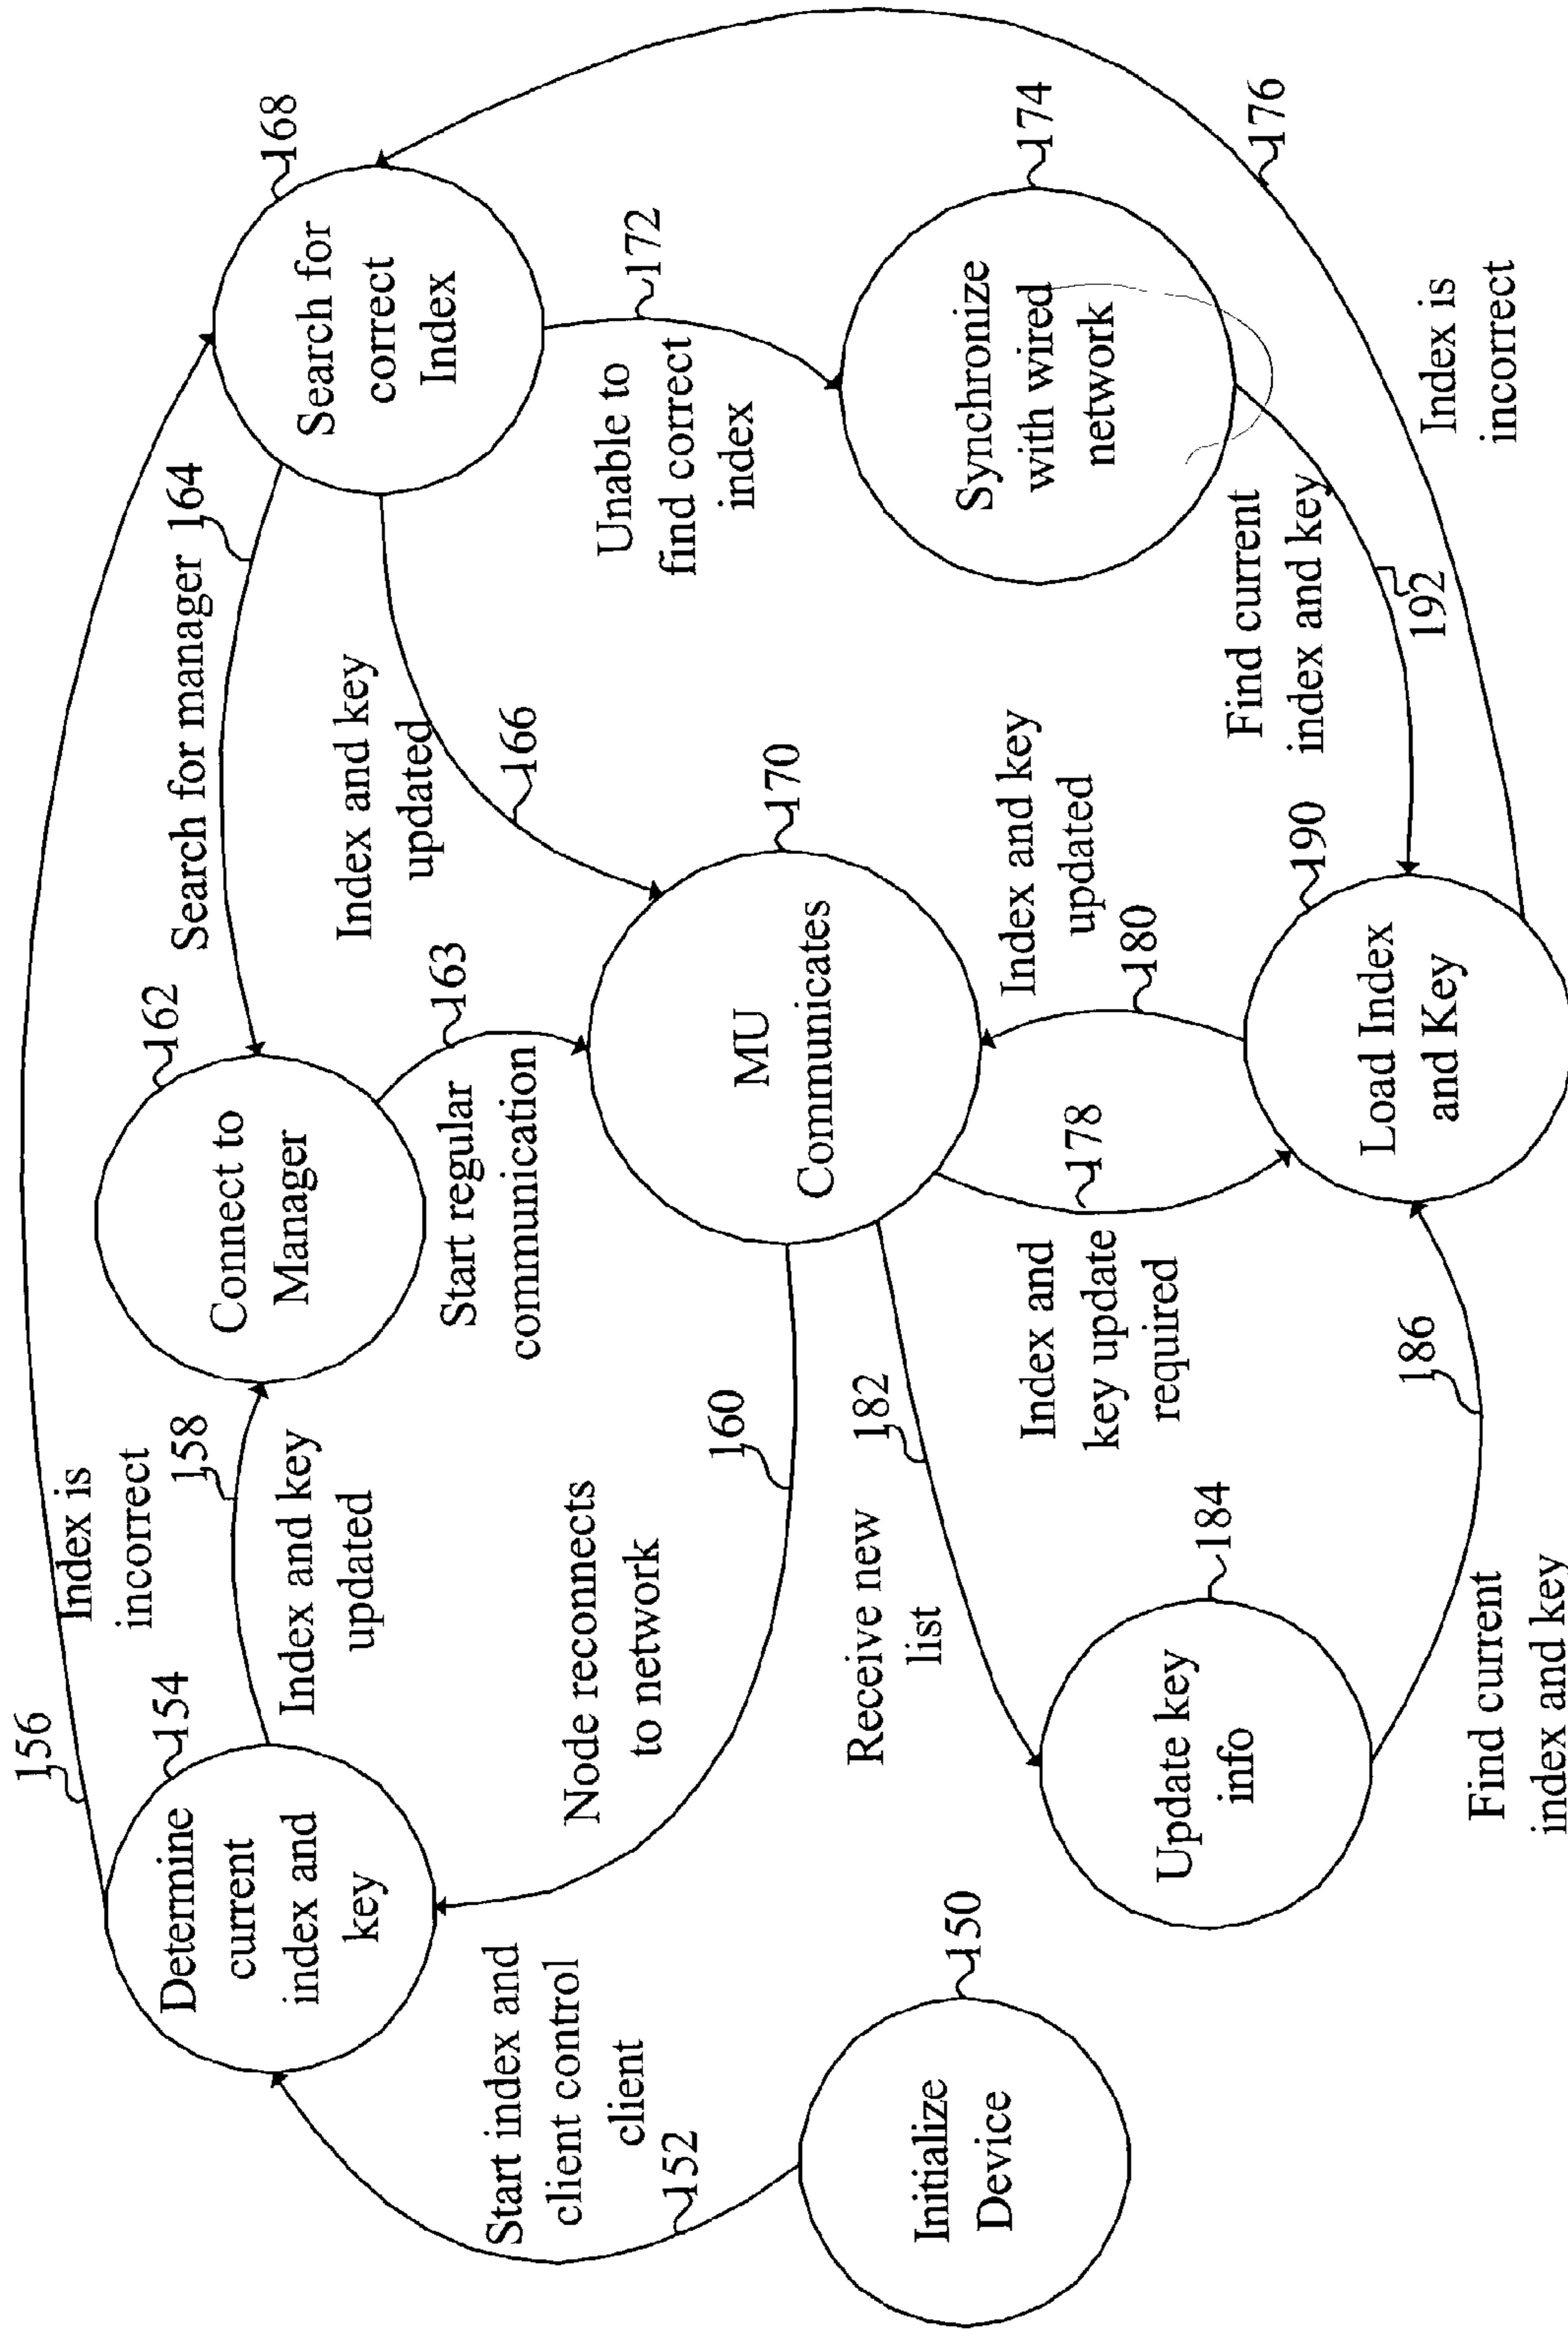 156
Index is
incorrect
154
Determine
current
index and
key
158
Index and key
updated
162
Connect to
Manager
Search for manager 164
168
Search for
correct
Index
Start index and
client control
client
152
Node reconnects
to network
160
Start regular
communication
163
Index and key
updated
166
Unable to
find correct
index
172
150
Initialize
Device
Receive new
list
182
MU
Communicates
170
Synchronize
with wired
network
174
184
Update key
info
Index and
key update
required
178
Index and key
updated
180
Find current
index and key
192
176
Find current
index and key
186
Load Index
and Key
190
Index is
incorrect